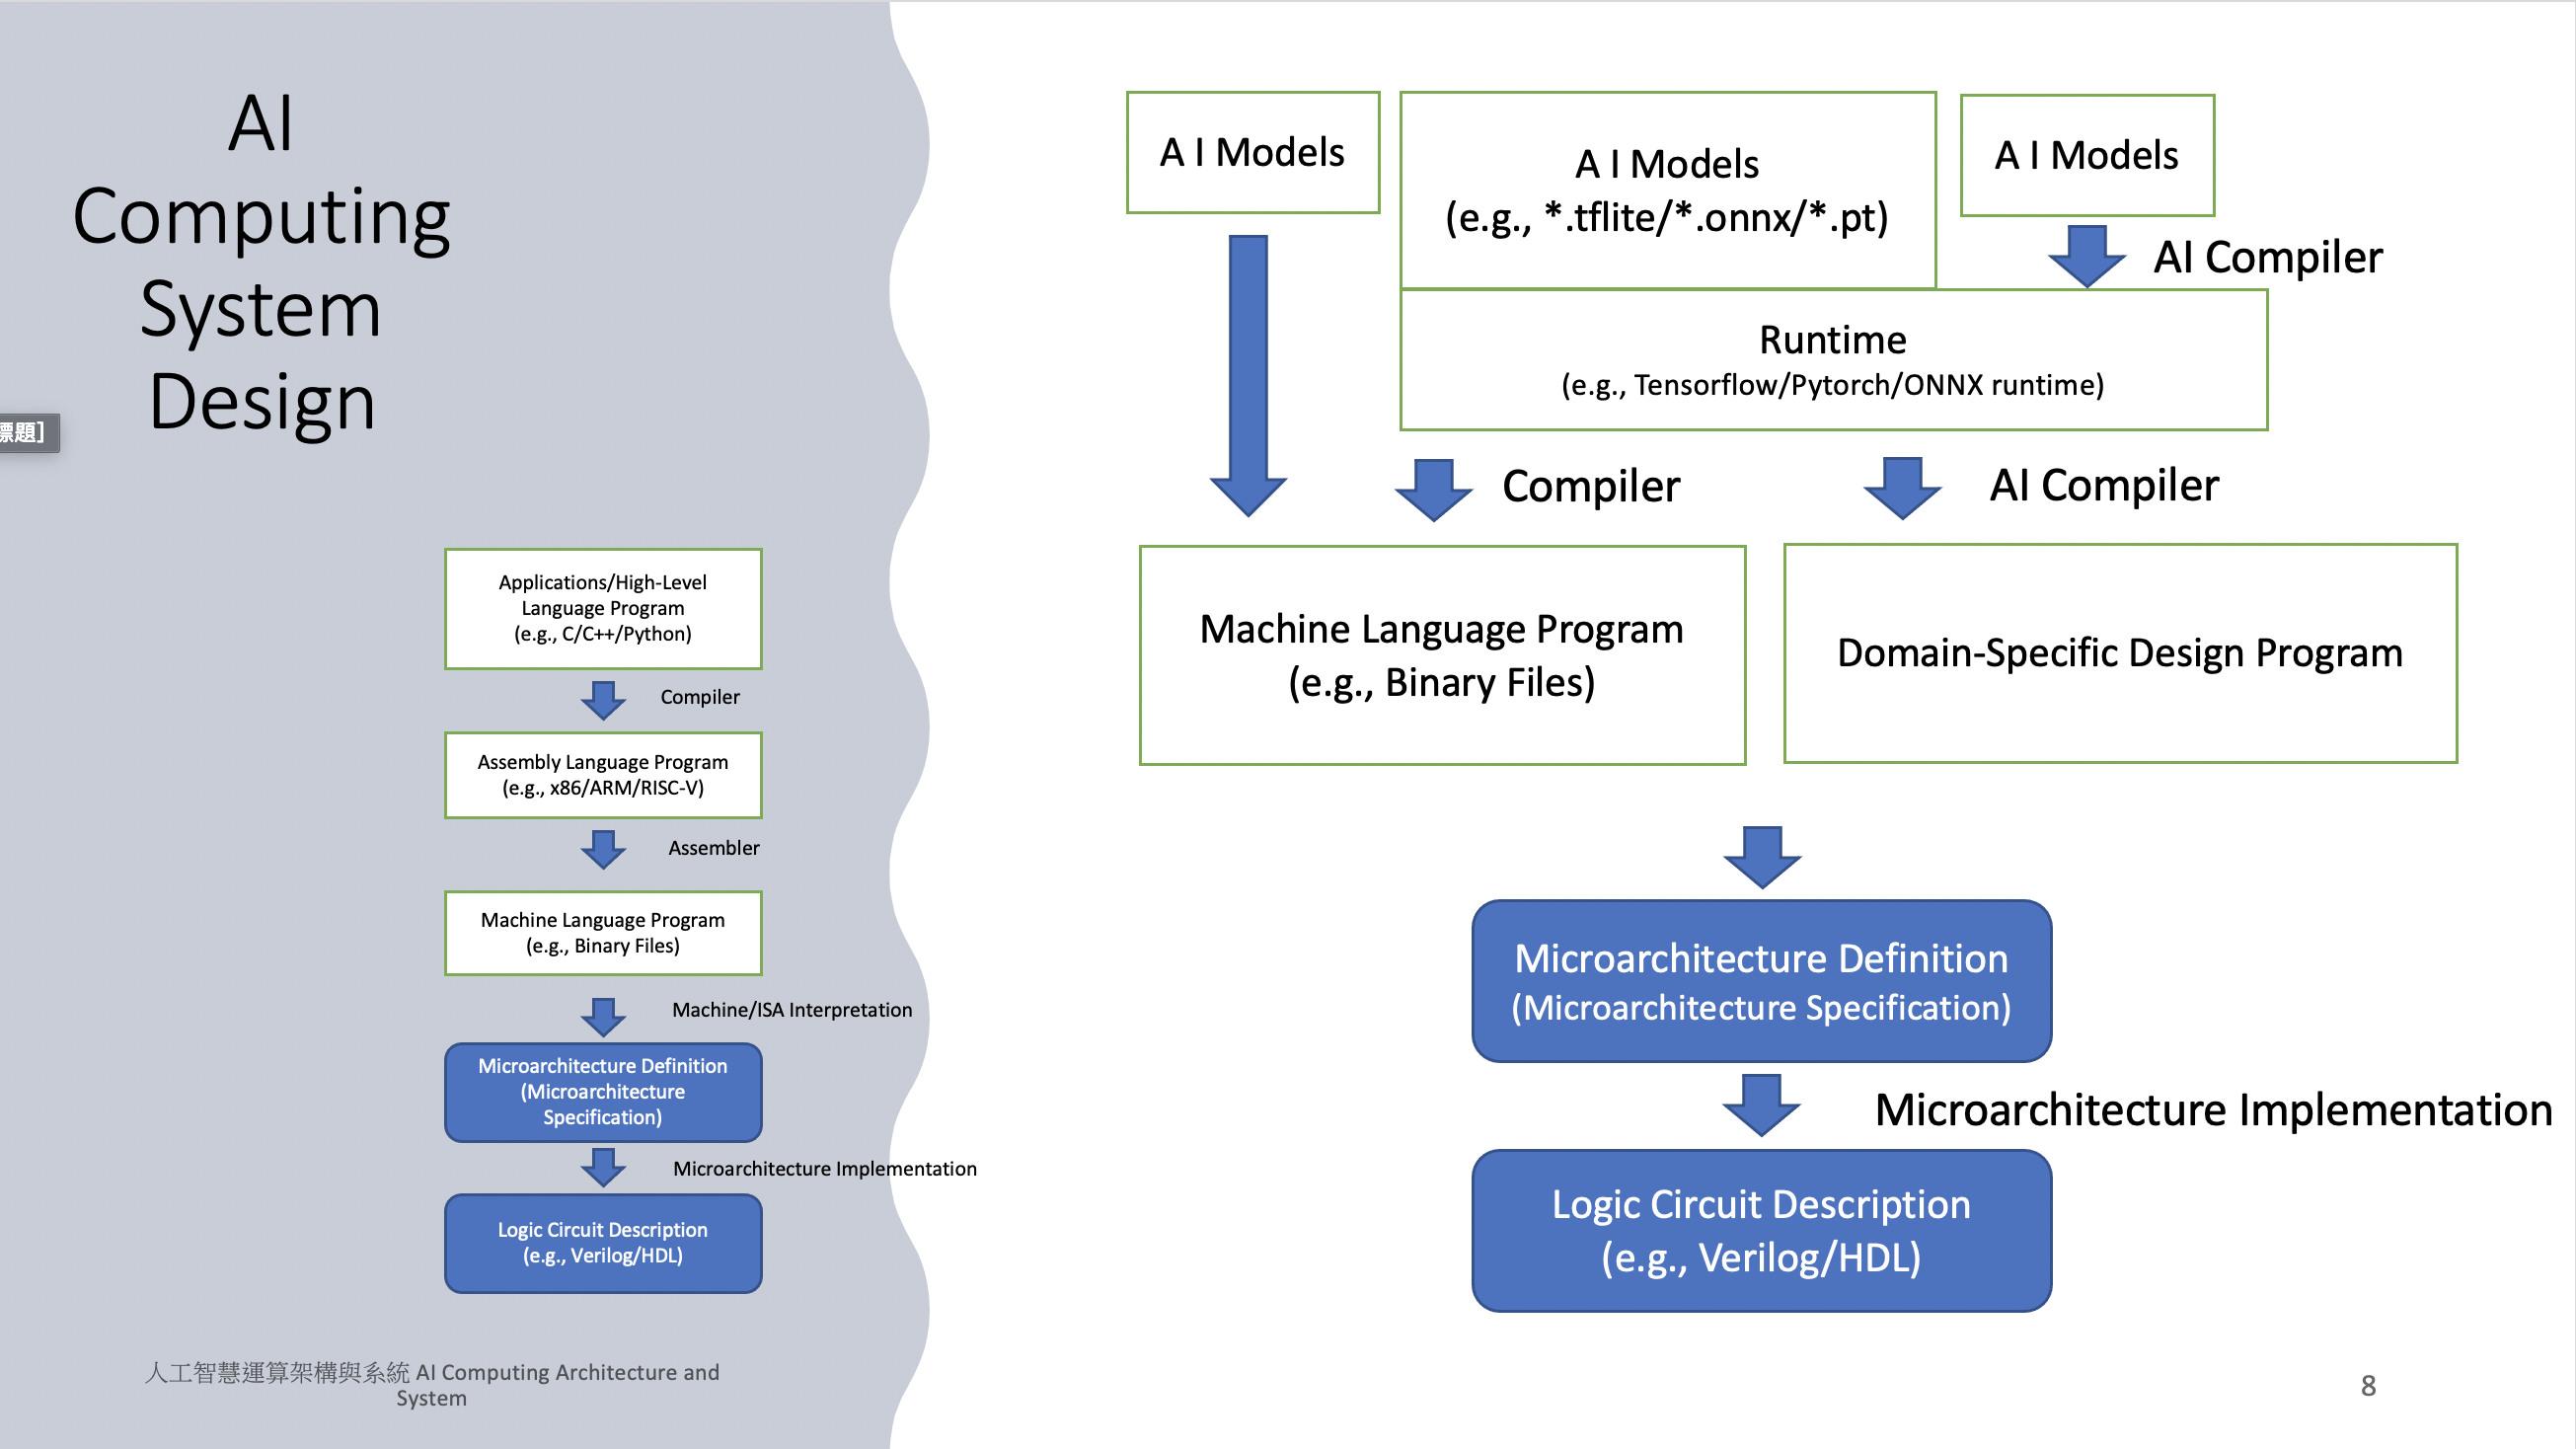 AI
Computing
System
Design
標題]
Applications/High-Level
Language Program
(e.g., C/C++/Python)
Compiler
Assembly Language Program
(e.g., x86/ARM/RISC-V)
Assembler
Machine Language Program
(e.g., Binary Files)
Machine/ISA Interpretation
Microarchitecture Definition
(Microarchitecture
Specification)
Microarchitecture Implementation
Logic Circuit Description
(e.g., Verilog/HDL)
人工智慧運算架構與系統 AI Computing Architecture and
System
A I Models
A I Models
(e.g., *.tflite/*.onnx/*.pt)
A I Models
AI Compiler
Runtime
(e.g., Tensorflow/Pytorch/ONNX runtime)
Compiler
AI Compiler
Machine Language Program
(e.g., Binary Files)
Domain-Specific Design Program
Microarchitecture Definition
(Microarchitecture Specification)
Microarchitecture Implementation
Logic Circuit Description
(e.g., Verilog/HDL)
8